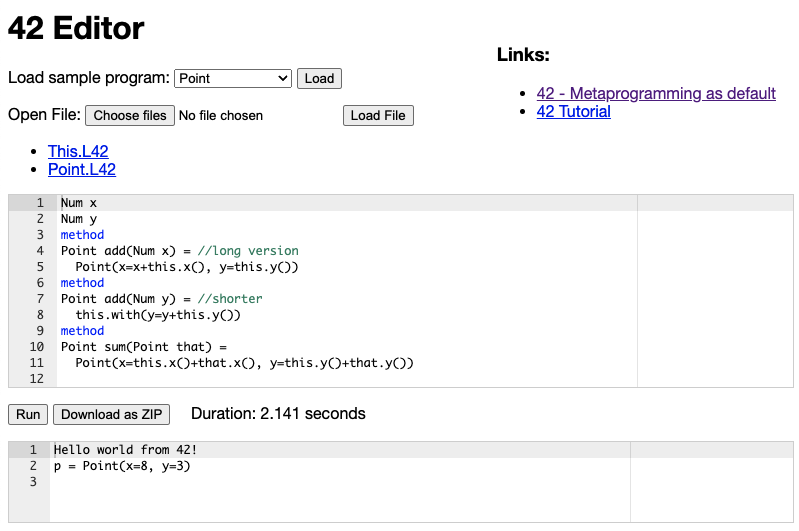 42 Editor
Load sample program: Point Load
Open File: Choose files No file chosen Load File
Links:
42 - Metaprogramming as default
42 Tutorial
This.L42
Point.L42
1 Num x
2 Num y
3 method
4 Point add(Num x) = //long version
5   Point(x=x+this.x(), y=this.y())
6 method
7 Point add(Num y) = //shorter
8   this.with(y=y+this.y())
9 method
10 Point sum(Point that) =
11   Point(x=this.x()+that.x(), y=this.y()+that.y())
12
Run Download as ZIP Duration: 2.141 seconds
1 Hello world from 42!
2 p = Point(x=8, y=3)
3